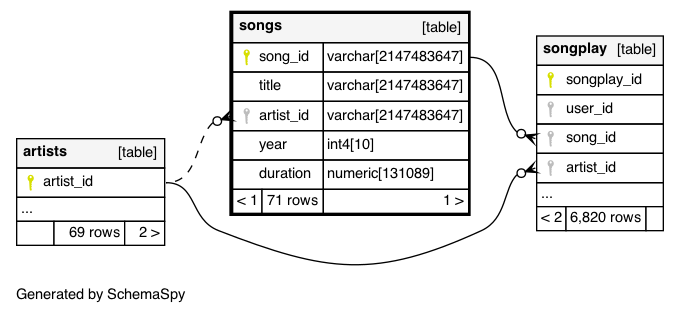 songs [table]
song_id varchar[2147483647]
title varchar[2147483647]
artist_id varchar[2147483647]
year int4[10]
duration numeric[131089]
< 1 71 rows 1 >
songplay [table]
songplay_id
user_id
song_id
artist_id
...
< 2 6,820 rows
artists [table]
artist_id
...
69 rows 2 >
Generated by SchemaSpy